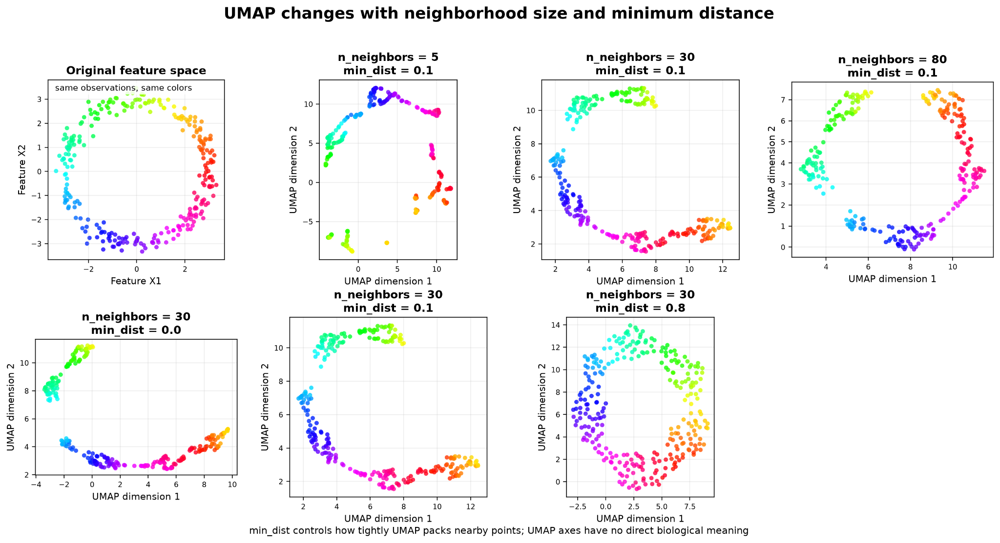 UMAP changes with neighborhood size and minimum distance
Original feature space
same observations, same colors
3
2
1
0
−1
−2
−3
−2
0
2
Feature X2
Feature X1
n_neighbors = 5
min_dist = 0.1
10
5
0
−5
0
5
10
UMAP dimension 2
UMAP dimension 1
n_neighbors = 30
min_dist = 0.1
10
8
6
4
2
2
4
6
8
10
12
UMAP dimension 2
UMAP dimension 1
n_neighbors = 80
min_dist = 0.1
7
6
5
4
3
2
1
0
4
6
8
10
UMAP dimension 2
UMAP dimension 1
n_neighbors = 30
min_dist = 0.0
10
8
6
4
2
−4
−2
0
2
4
6
8
10
UMAP dimension 2
UMAP dimension 1
n_neighbors = 30
min_dist = 0.1
10
8
6
4
2
2
4
6
8
10
12
UMAP dimension 2
UMAP dimension 1
n_neighbors = 30
min_dist = 0.8
14
12
10
8
6
4
2
0
−2.5
0.0
2.5
5.0
7.5
UMAP dimension 2
UMAP dimension 1
min_dist controls how tightly UMAP packs nearby points; UMAP axes have no direct biological meaning